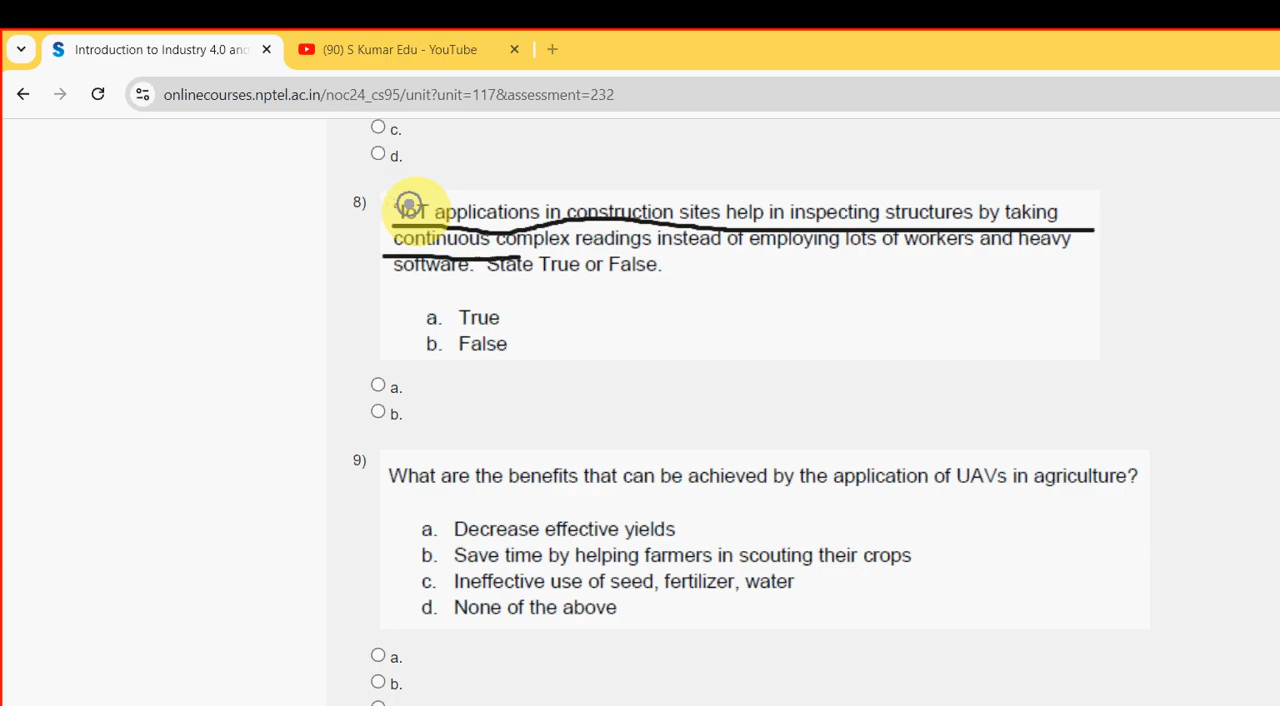 Introduction to Industry 4.0 and
(90) S Kumar Edu - YouTube
onlinecourses.nptel.ac.in/noc24_cs95/unit?unit=117&assessment=232
c.
d.
8)
"IoT applications in construction sites help in inspecting structures by taking
continuous complex readings instead of employing lots of workers and heavy
software." State True or False.
a. True
b. False
a.
b.
9)
What are the benefits that can be achieved by the application of UAVs in agriculture?
a. Decrease effective yields
b. Save time by helping farmers in scouting their crops
c. Ineffective use of seed, fertilizer, water
d. None of the above
a.
b.